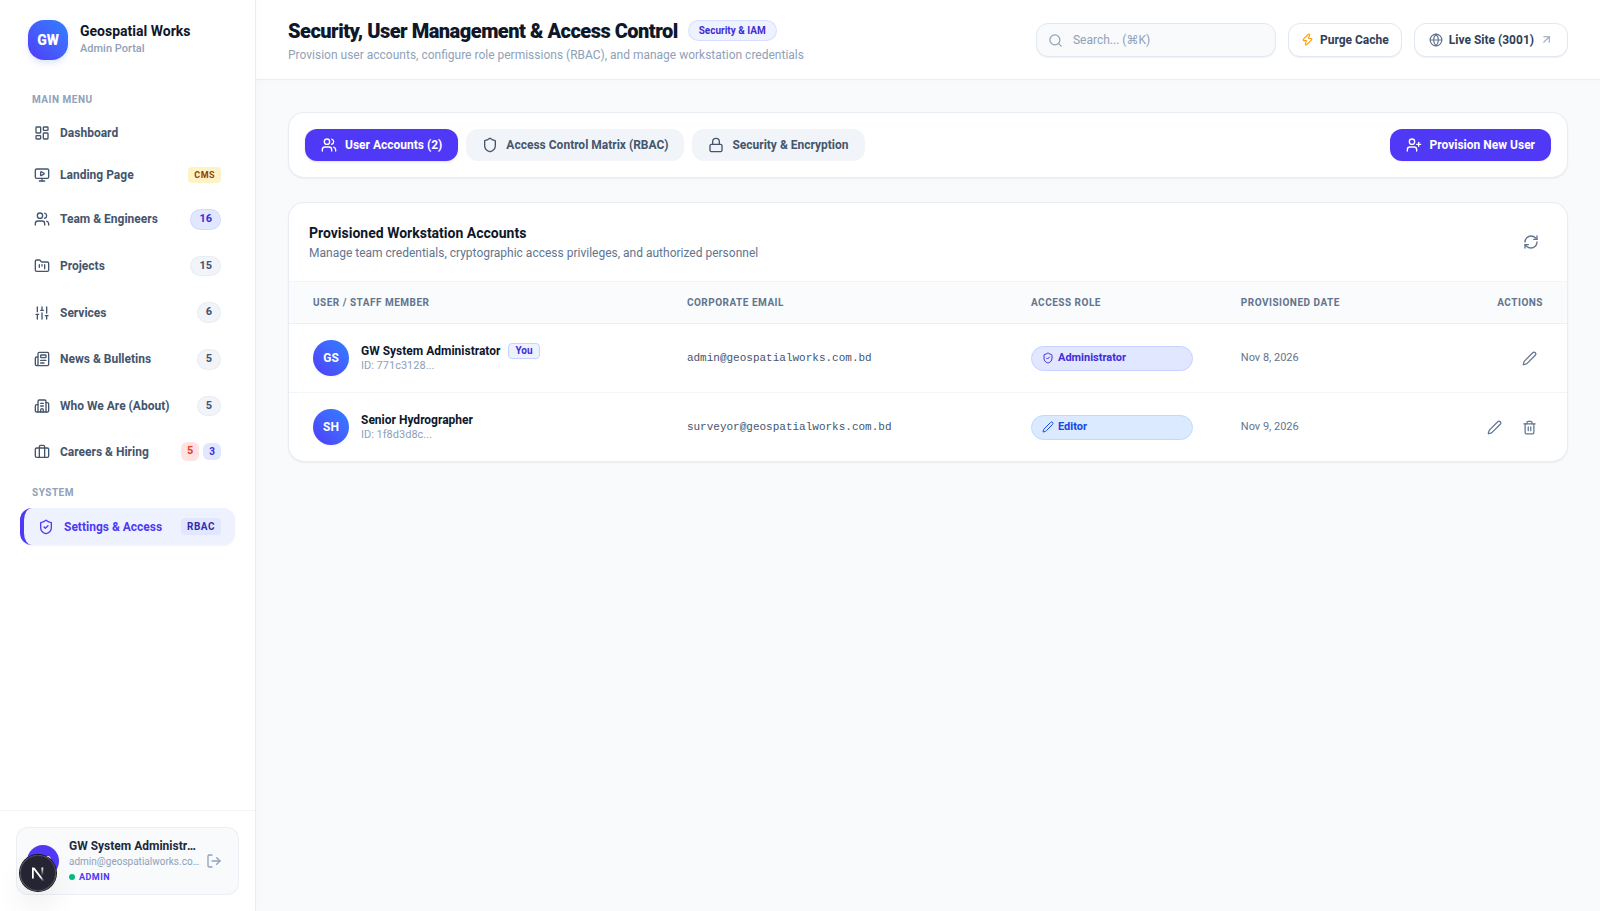 GW
Geospatial Works
Admin Portal
MAIN MENU
Dashboard
Landing Page CMS
Team & Engineers 16
Projects 15
Services 6
News & Bulletins 5
Who We Are (About) 5
Careers & Hiring 5 3
SYSTEM
Settings & Access RBAC
GW System Administr...
admin@geospatialworks.co...
ADMIN
N
Security, User Management & Access Control Security & IAM
Provision user accounts, configure role permissions (RBAC), and manage workstation credentials
Search... (⌘K)
Purge Cache
Live Site (3001)
User Accounts (2)
Access Control Matrix (RBAC)
Security & Encryption
Provision New User
Provisioned Workstation Accounts
Manage team credentials, cryptographic access privileges, and authorized personnel
USER / STAFF MEMBER CORPORATE EMAIL ACCESS ROLE PROVISIONED DATE ACTIONS
GS GW System Administrator You admin@geospatialworks.com.bd Administrator Nov 8, 2026
ID: 771c3128...
SH Senior Hydrographer surveyor@geospatialworks.com.bd Editor Nov 9, 2026
ID: 1f8d3d8c...